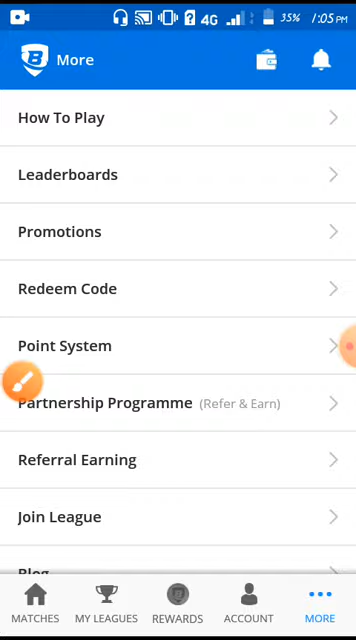 4G 35% 1:05 PM
B More
How To Play
Leaderboards
Promotions
Redeem Code
Point System
Partnership Programme (Refer & Earn)
Referral Earning
Join League
Blog
MATCHES MY LEAGUES REWARDS ACCOUNT MORE